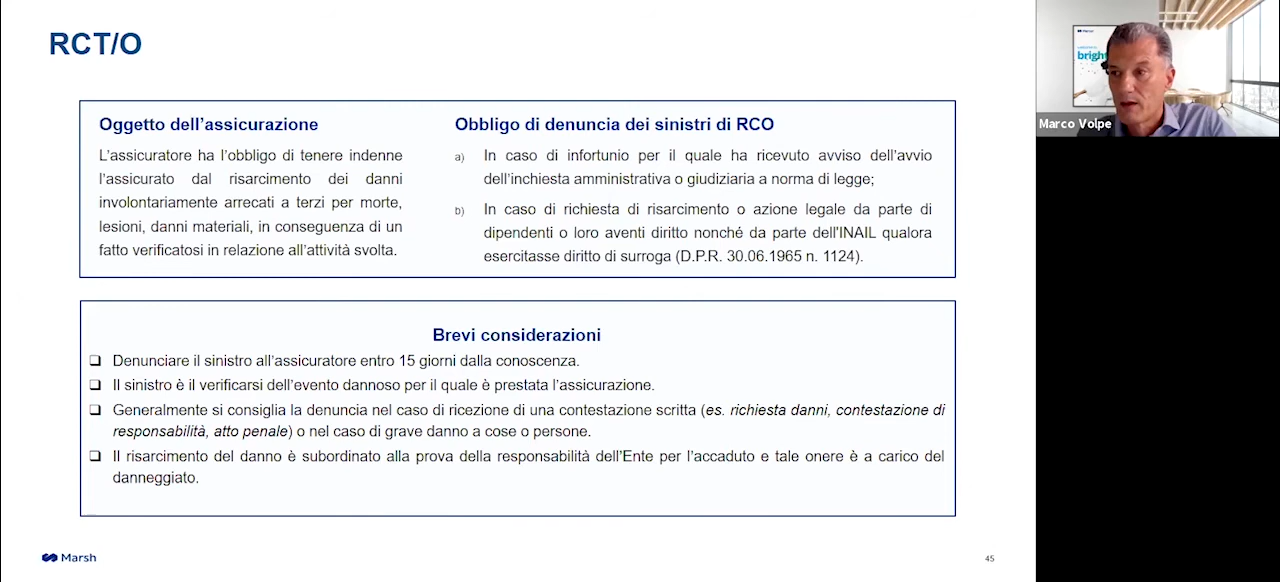 RCT/O
Oggetto dell'assicurazione
L'assicuratore ha l'obbligo di tenere indenne
l'assicurato dal risarcimento dei danni
involontariamente arrecati a terzi per morte,
lesioni, danni materiali, in conseguenza di un
fatto verificatosi in relazione all'attività svolta.
Obbligo di denuncia dei sinistri di RCO
a) In caso di infortunio per il quale ha ricevuto avviso dell'avvio
dell'inchiesta amministrativa o giudiziaria a norma di legge;
b) In caso di richiesta di risarcimento o azione legale da parte di
dipendenti o loro aventi diritto nonché da parte dell'INAIL qualora
esercitasse diritto di surroga (D.P.R. 30.06.1965 n. 1124).
Brevi considerazioni
❑ Denunciare il sinistro all'assicuratore entro 15 giorni dalla conoscenza.
❑ Il sinistro è il verificarsi dell'evento dannoso per il quale è prestata l'assicurazione.
❑ Generalmente si consiglia la denuncia nel caso di ricezione di una contestazione scritta (es. richiesta danni, contestazione di
responsabilità, atto penale) o nel caso di grave danno a cose o persone.
❑ Il risarcimento del danno è subordinato alla prova della responsabilità dell'Ente per l'accaduto e tale onere è a carico del
danneggiato.
Marsh
45
Marsh
bright
Marco Volpe